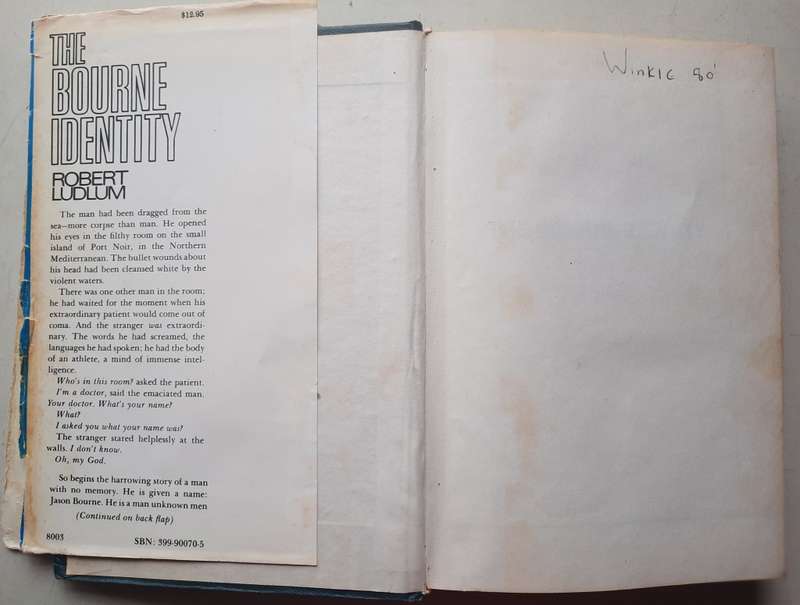 $12.95
THE
BOURNE
IDENTITY
ROBERT
LUDLUM
The man had been dragged from the
sea—more corpse than man. He opened
his eyes in the filthy room on the small
island of Port Noir, in the Northern
Mediterranean. The bullet wounds about
his head had been cleansed white by the
violent waters.
There was one other man in the room;
he had waited for the moment when his
extraordinary patient would come out of
coma. And the stranger was extraordi-
nary. The words he had screamed, the
languages he had spoken; he had the body
of an athlete, a mind of immense intel-
ligence.
Who's in this room? asked the patient.
I'm a doctor, said the emaciated man.
Your doctor. What's your name?
What?
I asked you what your name was?
The stranger stared helplessly at the
walls. I don't know.
Oh, my God.
So begins the harrowing story of a man
with no memory. He is given a name:
Jason Bourne. He is a man unknown men
(Continued on back flap)
8003
SBN: 399-90070-5
Winkie 80'